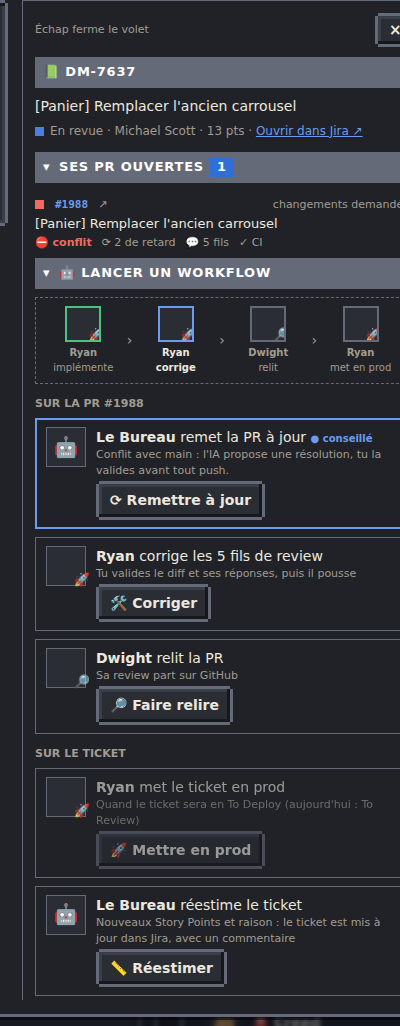 Échap ferme le volet
×
📗 DM-7637
[Panier] Remplacer l'ancien carrousel
En revue · Michael Scott · 13 pts · Ouvrir dans Jira ↗
▾ SES PR OUVERTES 1
#1988 ↗ changements demandé
[Panier] Remplacer l'ancien carrousel
⛔ conflit ⟳ 2 de retard 💬 5 fils ✓ CI
▾ 🤖 LANCER UN WORKFLOW
Ryan › Ryan › Dwight › Ryan
implémente corrige relit met en prod
SUR LA PR #1988
Le Bureau remet la PR à jour ● conseillé
Conflit avec main : l'IA propose une résolution, tu la
valides avant tout push.
⟳ Remettre à jour
Ryan corrige les 5 fils de review
Tu valides le diff et ses réponses, puis il pousse
🛠️ Corriger
Dwight relit la PR
Sa review part sur GitHub
🔎 Faire relire
SUR LE TICKET
Ryan met le ticket en prod
Quand le ticket sera en To Deploy (aujourd'hui : To
Review)
🚀 Mettre en prod
Le Bureau réestime le ticket
Nouveaux Story Points et raison : le ticket est mis à
jour dans Jira, avec un commentaire
📏 Réestimer